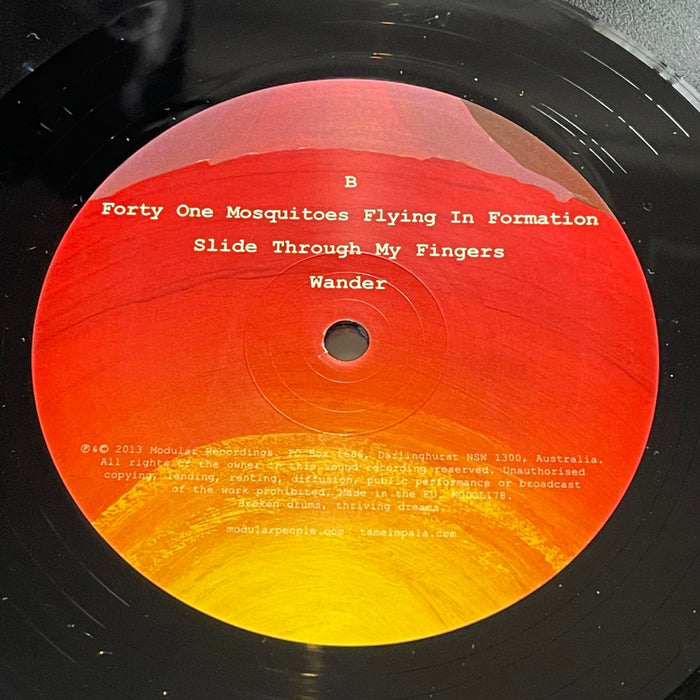 B
Forty One Mosquitoes Flying In Formation
Slide Through My Fingers
Wander
℗&© 2013 Modular Recordings. PO Box 1666, Darlinghurst NSW 1300, Australia.
All rights of the owner in this sound recording reserved. Unauthorised
copying, lending, renting, diffusion, public performance or broadcast
of the work prohibited. Made in the EU. MODCL178.
Broken drums, thriving dreams.
modularpeople.com tameimpala.com